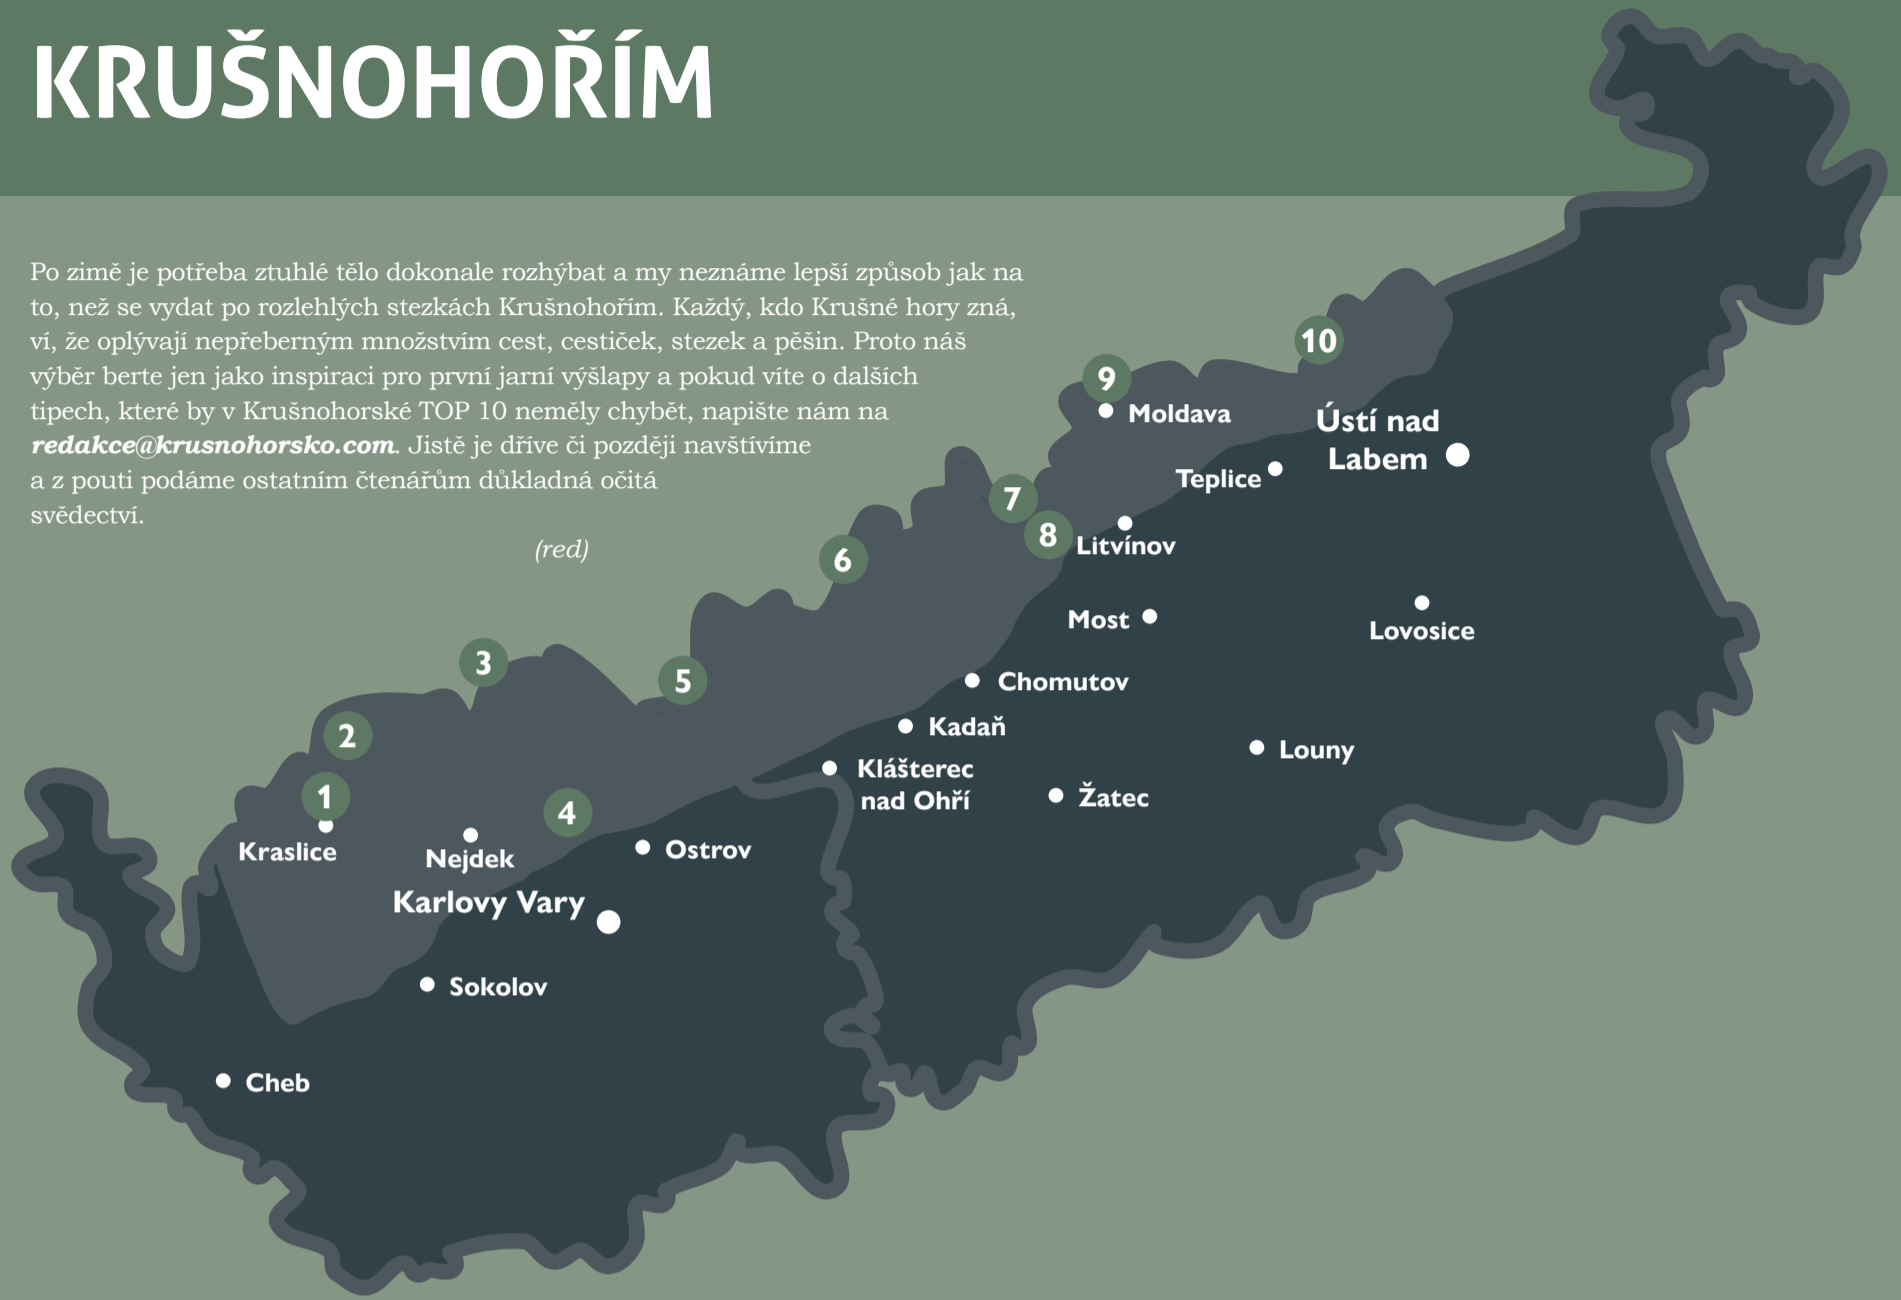 KRUŠNOHOŘÍM
Po zimě je potřeba ztuhlé tělo dokonale rozhýbat a my neznáme lepší způsob jak na
to, než se vydat po rozlehlých stezkách Krušnohořím. Každý, kdo Krušné hory zná,
ví, že oplývají nepřeberným množstvím cest, cestiček, stezek a pěšin. Proto náš
výběr berte jen jako inspiraci pro první jarní výšlapy a pokud víte o dalších
tipech, které by v Krušnohorské TOP 10 neměly chybět, napište nám na
redakce@krusnohorsko.com. Jistě je dříve či později navštívíme
a z pouti podáme ostatním čtenářům důkladná očitá
svědectví.
(red)
10
9
Moldava
Ústí nad
Labem
Teplice
7
8
Litvínov
6
Most
Lovosice
3
5
Chomutov
2
Kadaň
Louny
Klášterec
nad Ohří
Žatec
1
4
Kraslice
Nejdek
Ostrov
Karlovy Vary
Sokolov
Cheb